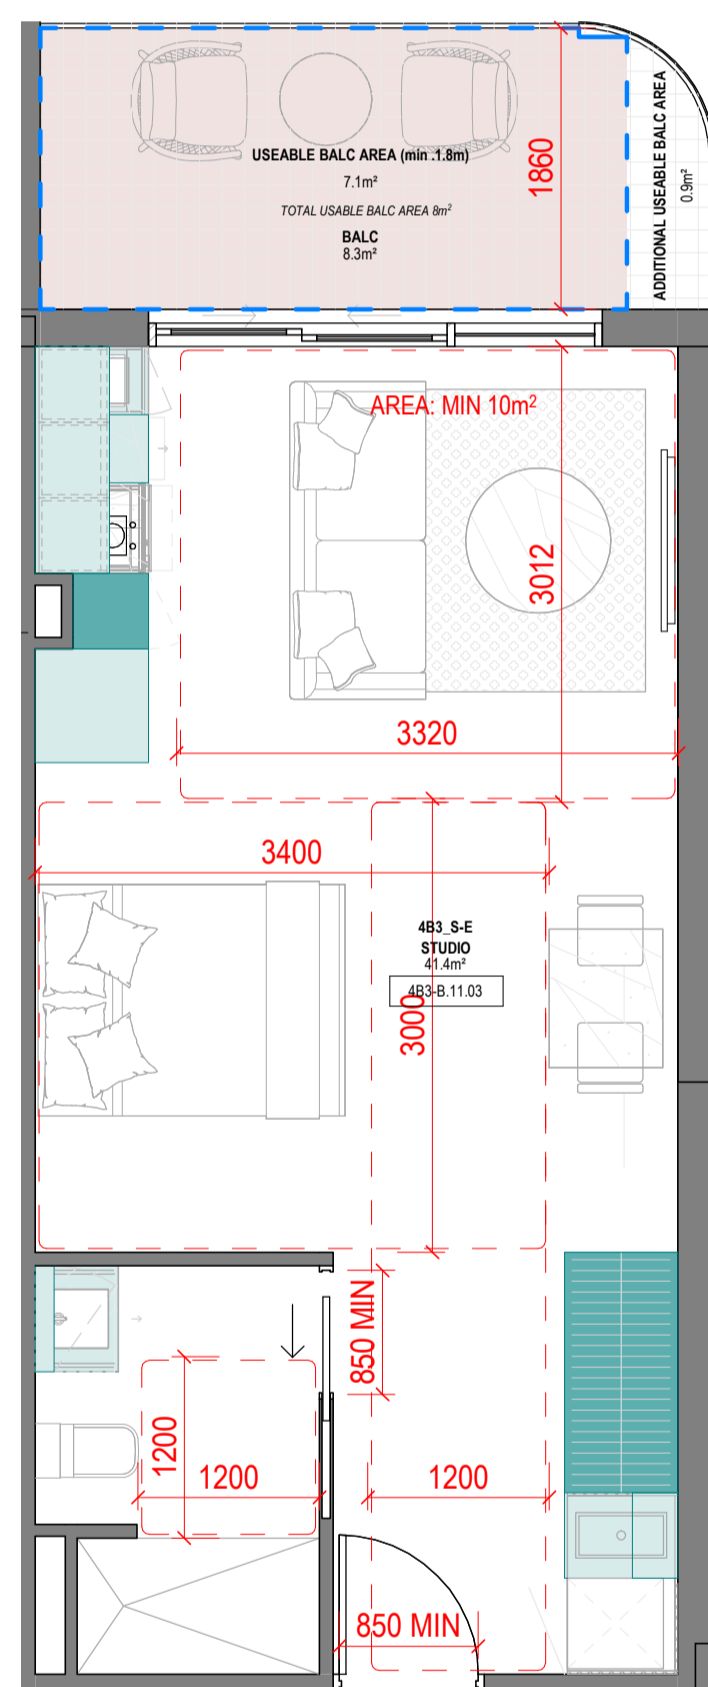 USEABLE BALC AREA (min .1.8m)
7.1m²
TOTAL USABLE BALC AREA 8m²
BALC
8.3m²
1860
ADDITIONAL USEABLE BALC AREA
0.9m²
AREA: MIN 10m²
3012
3320
3400
4B3_S-E
STUDIO
41.4m²
4B3-B.11.03
3000
850 MIN
1200
1200
1200
850 MIN